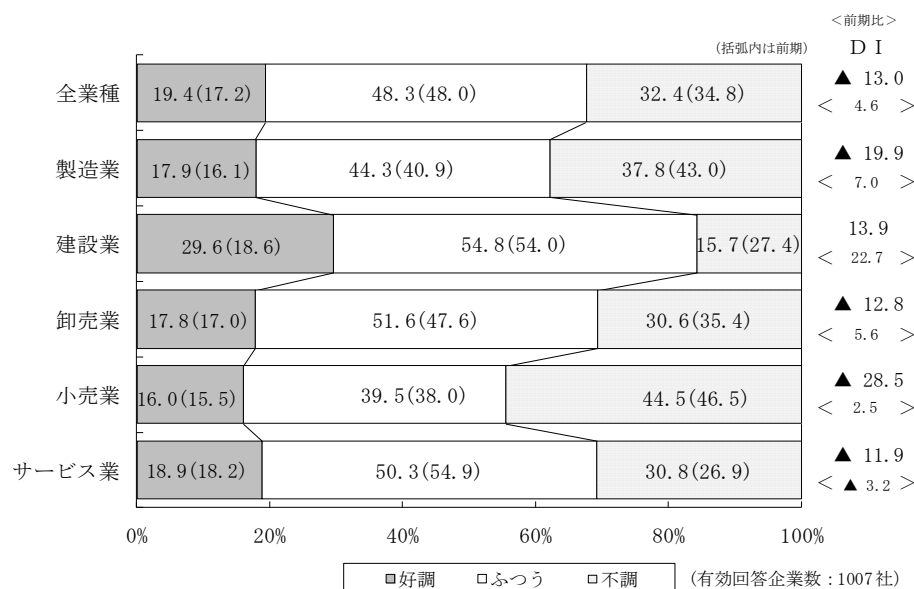 ＜前期比＞
(括弧内は前期) ＤＩ
全業種 19.4(17.2) 48.3(48.0) 32.4(34.8) ▲ 13.0
＜ 4.6 ＞
製造業 17.9(16.1) 44.3(40.9) 37.8(43.0) ▲ 19.9
＜ 7.0 ＞
建設業 29.6(18.6) 54.8(54.0) 15.7(27.4) 13.9
＜ 22.7 ＞
卸売業 17.8(17.0) 51.6(47.6) 30.6(35.4) ▲ 12.8
＜ 5.6 ＞
小売業 16.0(15.5) 39.5(38.0) 44.5(46.5) ▲ 28.5
＜ 2.5 ＞
サービス業 18.9(18.2) 50.3(54.9) 30.8(26.9) ▲ 11.9
＜ ▲ 3.2 ＞
0% 20% 40% 60% 80% 100%
好調 ふつう 不調 (有効回答企業数：1007社)